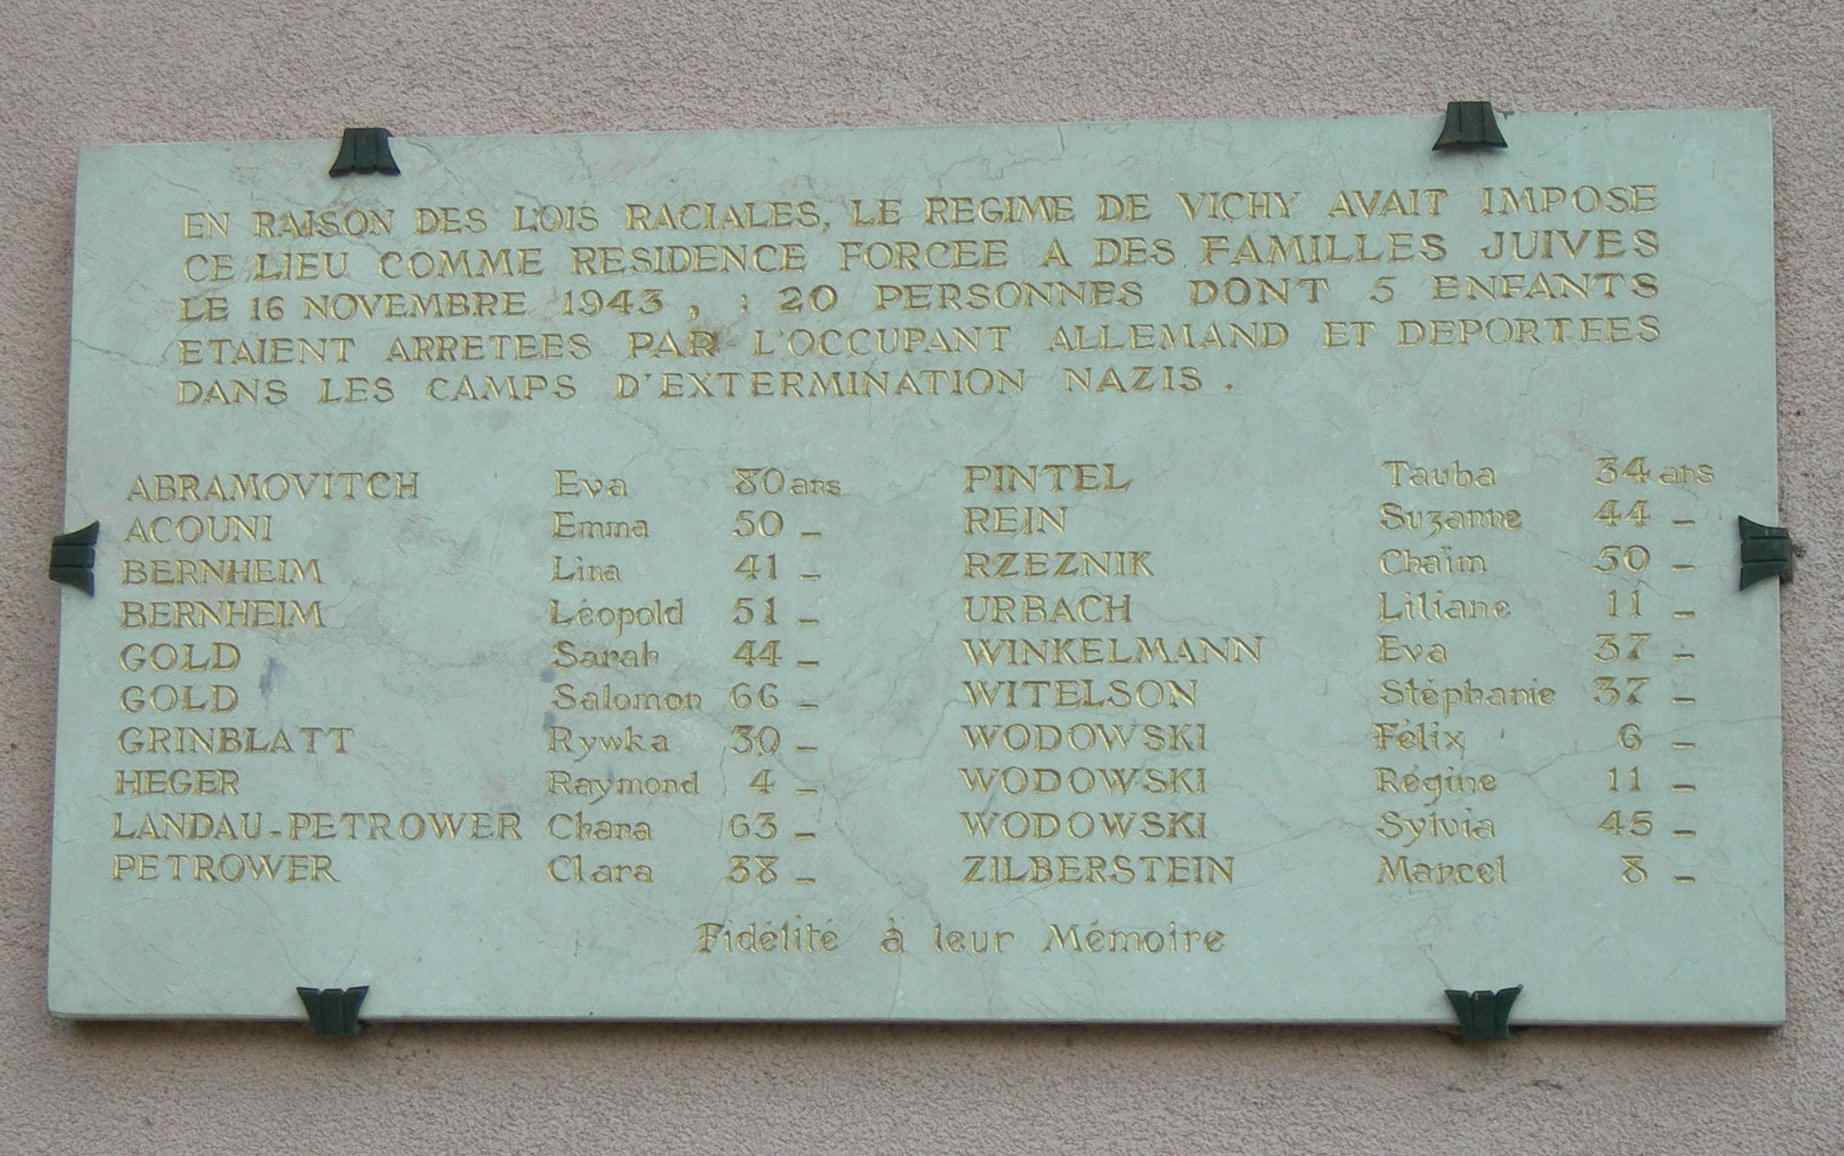 EN RAISON DES LOIS RACIALES, LE REGIME DE VICHY AVAIT IMPOSE
CE LIEU COMME RESIDENCE FORCEE A DES FAMILLES JUIVES
LE 16 NOVEMBRE 1943 , : 20 PERSONNES DONT 5 ENFANTS
ETAIENT ARRETEES PAR L'OCCUPANT ALLEMAND ET DEPORTEES
DANS LES CAMPS D'EXTERMINATION NAZIS .
ABRAMOVITCH Eva 80 ans
ACOUNI Emma 50 _
BERNHEIM Lina 41 _
BERNHEIM Léopold 51 _
GOLD Sarah 44 _
GOLD Salomon 66 _
GRINBLATT Rywka 30 _
HEGER Raymond 4 _
LANDAU-PETROWER Chana 63 _
PETROWER Clara 38 _
PINTEL Tauba 34 ans
REIN Suzanne 44 _
RZEZNIK Chaïm 50 _
URBACH Liliane 11 _
WINKELMANN Eva 37 _
WITELSON Stéphanie 37 _
WODOWSKI Félix 6 _
WODOWSKI Régine 11 _
WODOWSKI Sylvia 45 _
ZILBERSTEIN Marcel 8 _
Fidélité à leur Mémoire